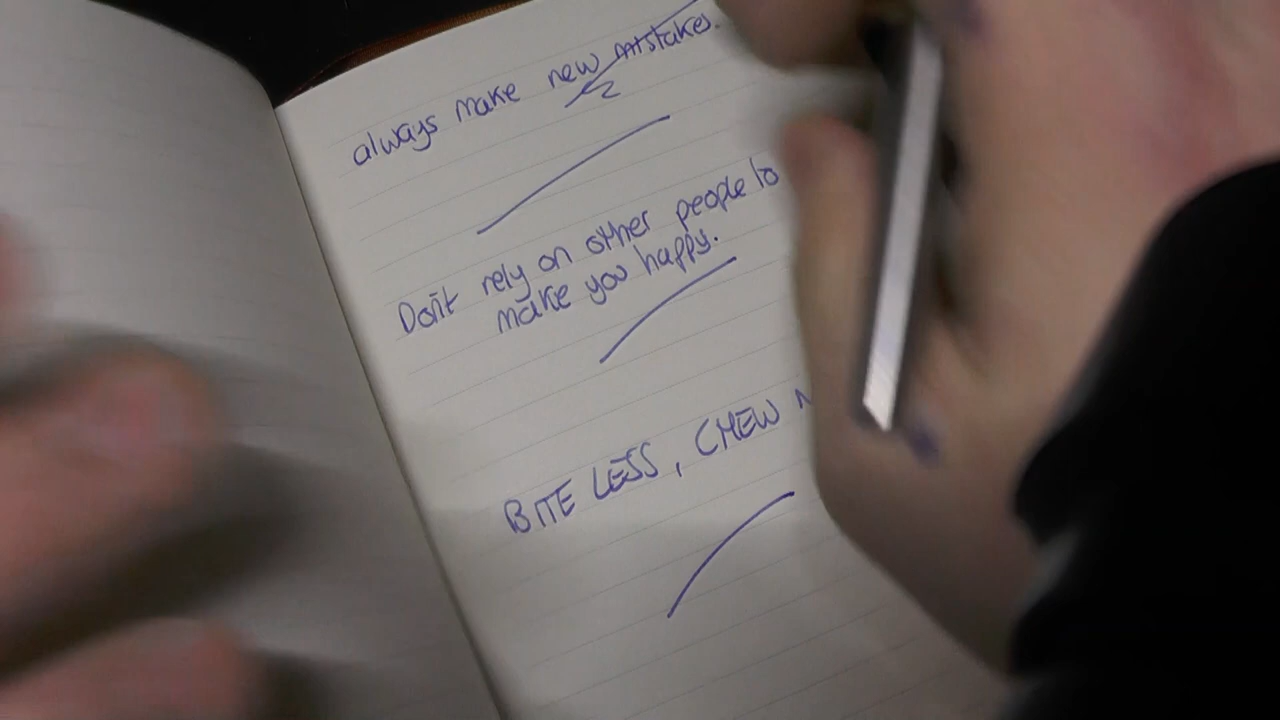 always make new mistakes.
Don't rely on other people to
make you happy.
BITE LESS, CHEW